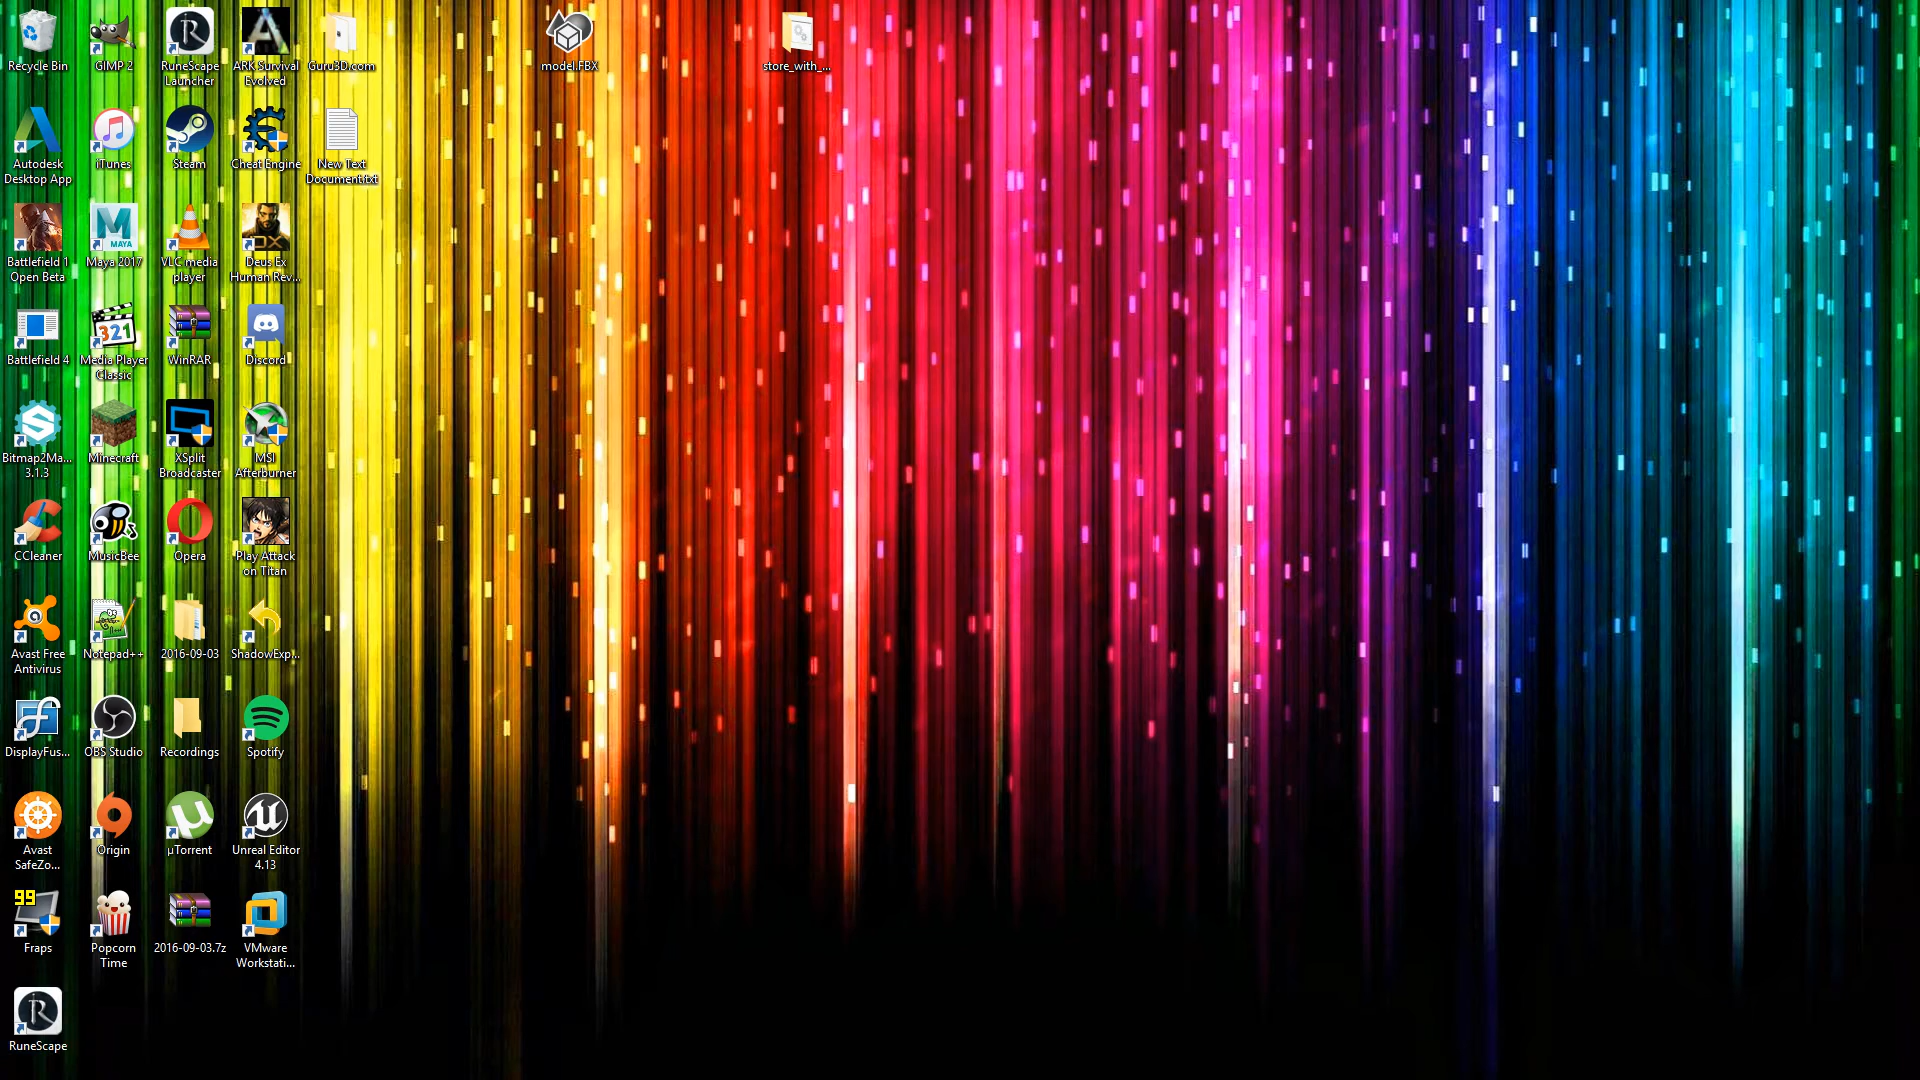 Recycle Bin
GIMP 2
RuneScape
Launcher
ARK Survival
Evolved
Guru3D.com
model.FBX
store_with_...
Autodesk
Desktop App
iTunes
Steam
Cheat Engine
New Text
Document.txt
Battlefield 1
Open Beta
MAYA
Maya 2017
VLC media
player
DX
Deus Ex
Human Rev...
Battlefield 4
321
Media Player
Classic
WinRAR
Discord
Bitmap2Ma...
3.1.3
Minecraft
XSplit
Broadcaster
MSI
Afterburner
CCleaner
MusicBee
Opera
Play Attack
on Titan
Avast Free
Antivirus
Notepad++
2016-09-03
ShadowExp...
DisplayFus...
OBS Studio
Recordings
Spotify
Avast
SafeZo...
Origin
µTorrent
Unreal Editor
4.13
99
Fraps
Popcorn
Time
2016-09-03.7z
VMware
Workstati...
RuneScape